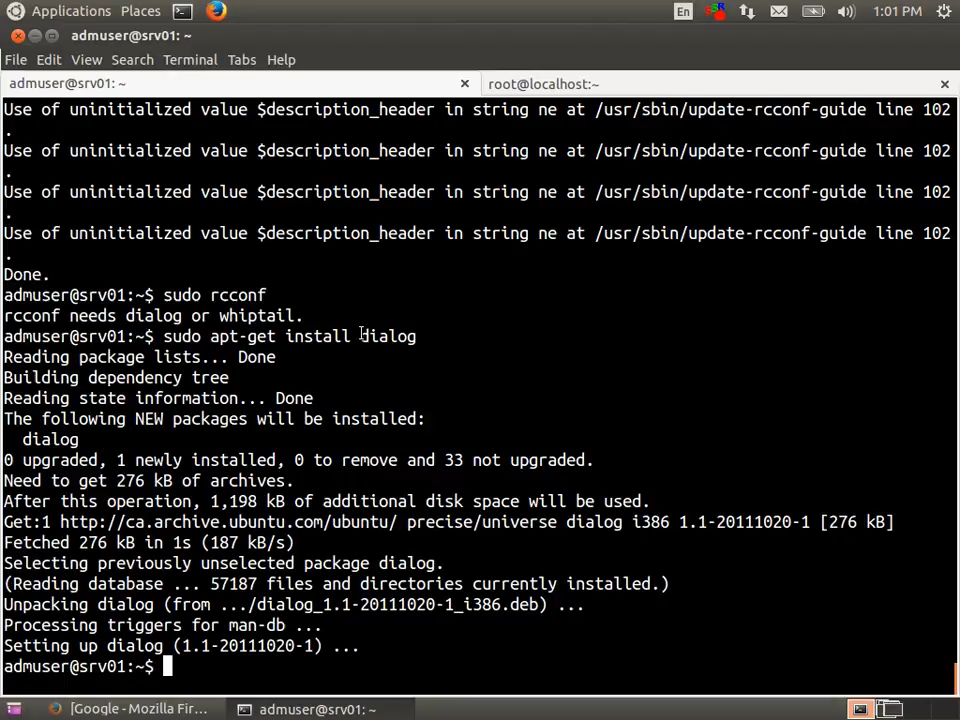 Applications Places En 1:01 PM
admuser@srv01: ~
File Edit View Search Terminal Tabs Help
admuser@srv01: ~ × root@localhost:~ ×
Use of uninitialized value $description_header in string ne at /usr/sbin/update-rcconf-guide line 102
.
Use of uninitialized value $description_header in string ne at /usr/sbin/update-rcconf-guide line 102
.
Use of uninitialized value $description_header in string ne at /usr/sbin/update-rcconf-guide line 102
.
Use of uninitialized value $description_header in string ne at /usr/sbin/update-rcconf-guide line 102
.
Done.
admuser@srv01:~$ sudo rcconf
rcconf needs dialog or whiptail.
admuser@srv01:~$ sudo apt-get install dialog
Reading package lists... Done
Building dependency tree
Reading state information... Done
The following NEW packages will be installed:
dialog
0 upgraded, 1 newly installed, 0 to remove and 33 not upgraded.
Need to get 276 kB of archives.
After this operation, 1,198 kB of additional disk space will be used.
Get:1 http://ca.archive.ubuntu.com/ubuntu/ precise/universe dialog i386 1.1-20111020-1 [276 kB]
Fetched 276 kB in 1s (187 kB/s)
Selecting previously unselected package dialog.
(Reading database ... 57187 files and directories currently installed.)
Unpacking dialog (from .../dialog_1.1-20111020-1_i386.deb) ...
Processing triggers for man-db ...
Setting up dialog (1.1-20111020-1) ...
admuser@srv01:~$
[Google - Mozilla Fir... admuser@srv01: ~